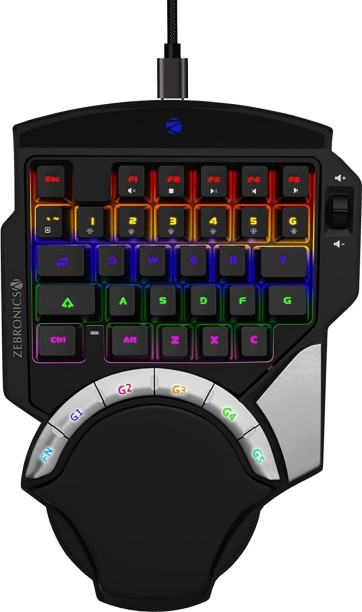 Esc F1 F2 F3 F4 F5
~ 1 2 3 4 5 6
Q W E R T
A S D F G
Ctrl Alt Z X C
ZEBRONICS
FN G1 G2 G3 G4 G5